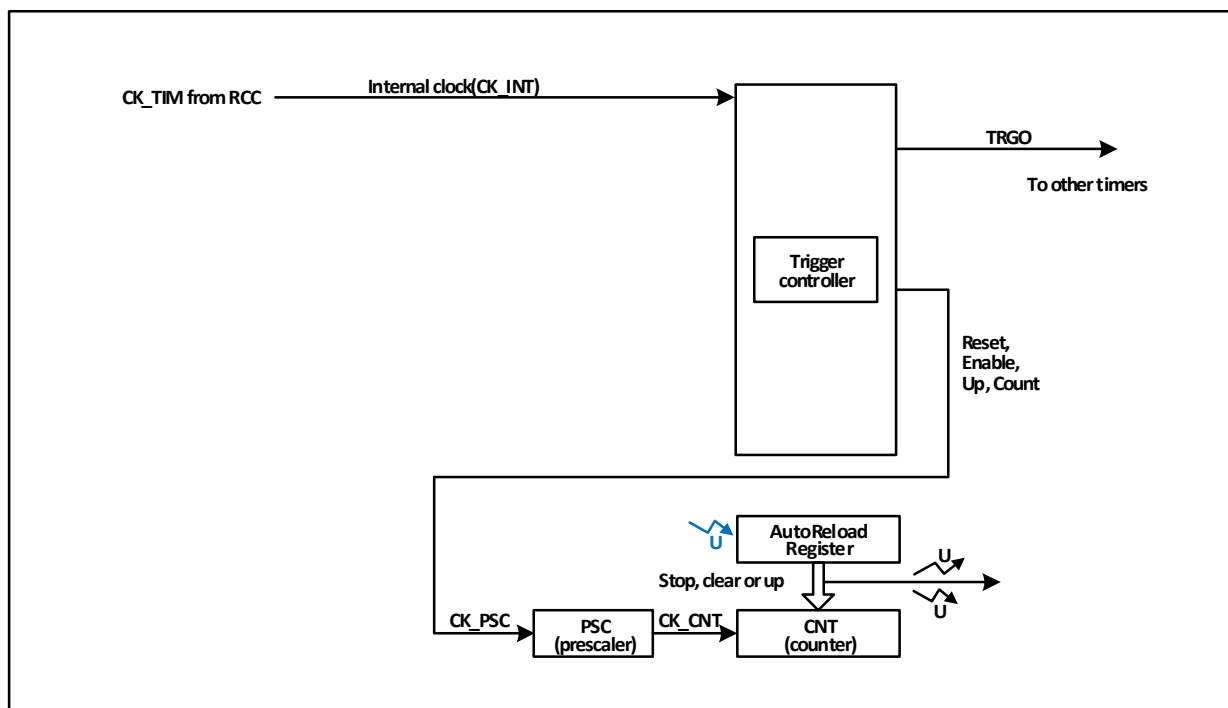 Internal clock(CK_INT)
CK_TIM from RCC
TRGO
To other timers
Trigger
controller
Reset,
Enable,
Up, Count
AutoReload
Register
U
U
Stop, clear or up
U
CK_PSC
PSC
(prescaler)
CK_CNT
CNT
(counter)